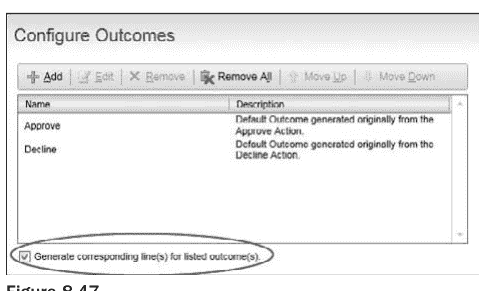 Configure Outcomes
Add Edit Remove Remove All Move Up Move Down
Name Description
Approve Default Outcome generated originally from the Approve Action.
Decline Default Outcome generated originally from the Decline Action.
Generate corresponding line(s) for listed outcome(s).
Figure 8-47